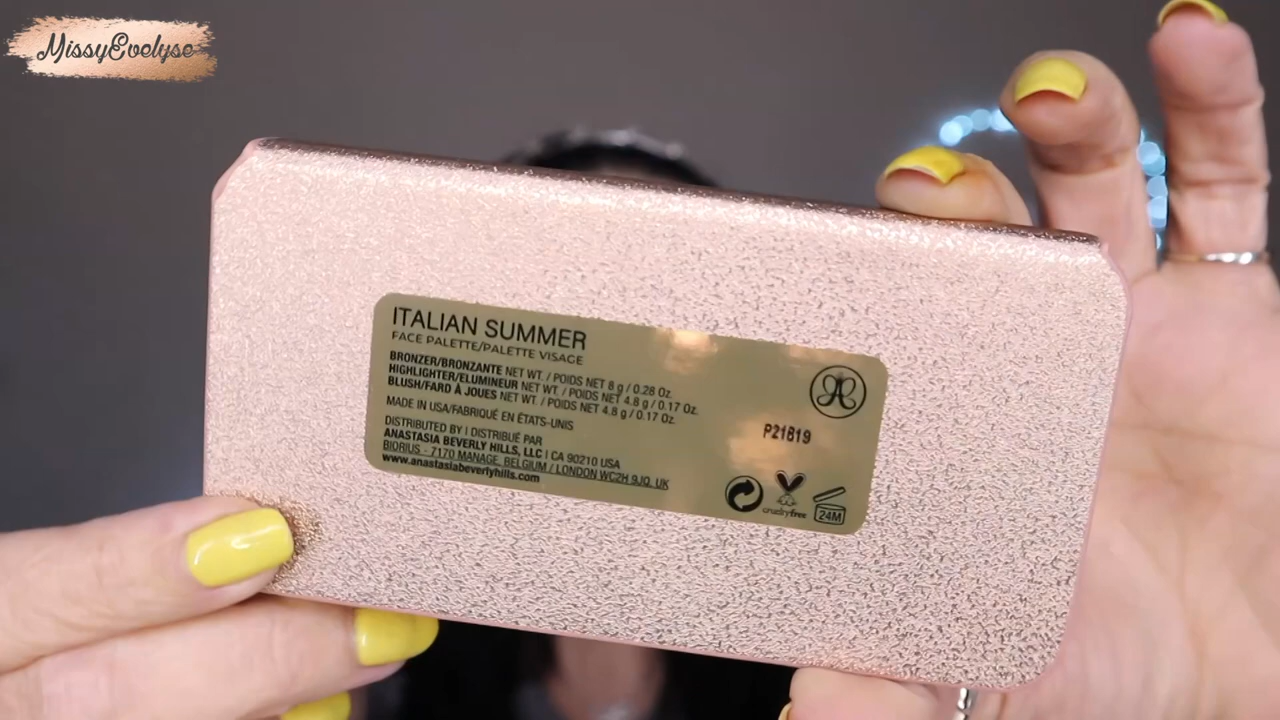 MissyEvelyse
ITALIAN SUMMER
FACE PALETTE/PALETTE VISAGE
BRONZER/BRONZANTE NET WT. / POIDS NET 8 g / 0.28 Oz.
HIGHLIGHTER/ELUMINEUR NET WT. / POIDS NET 4.8 g / 0.17 Oz.
BLUSH/FARD À JOUES NET WT. / POIDS NET 4.8 g / 0.17 Oz.
MADE IN USA/FABRIQUÉ EN ÉTATS-UNIS
DISTRIBUTED BY I DISTRIBUÉ PAR
ANASTASIA BEVERLY HILLS, LLC I CA 90210 USA
BIORIUS - 7170 MANAGE, BELGIUM / LONDON WC2H 9JQ, UK
www.anastasiabeverlyhills.com
P21819
crueltyfree
24M